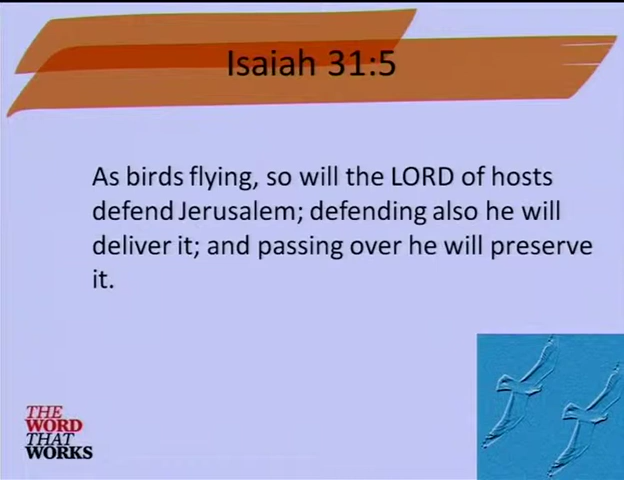 Isaiah 31:5
As birds flying, so will the LORD of hosts
defend Jerusalem; defending also he will
deliver it; and passing over he will preserve
it.
THE
WORD
THAT
WORKS